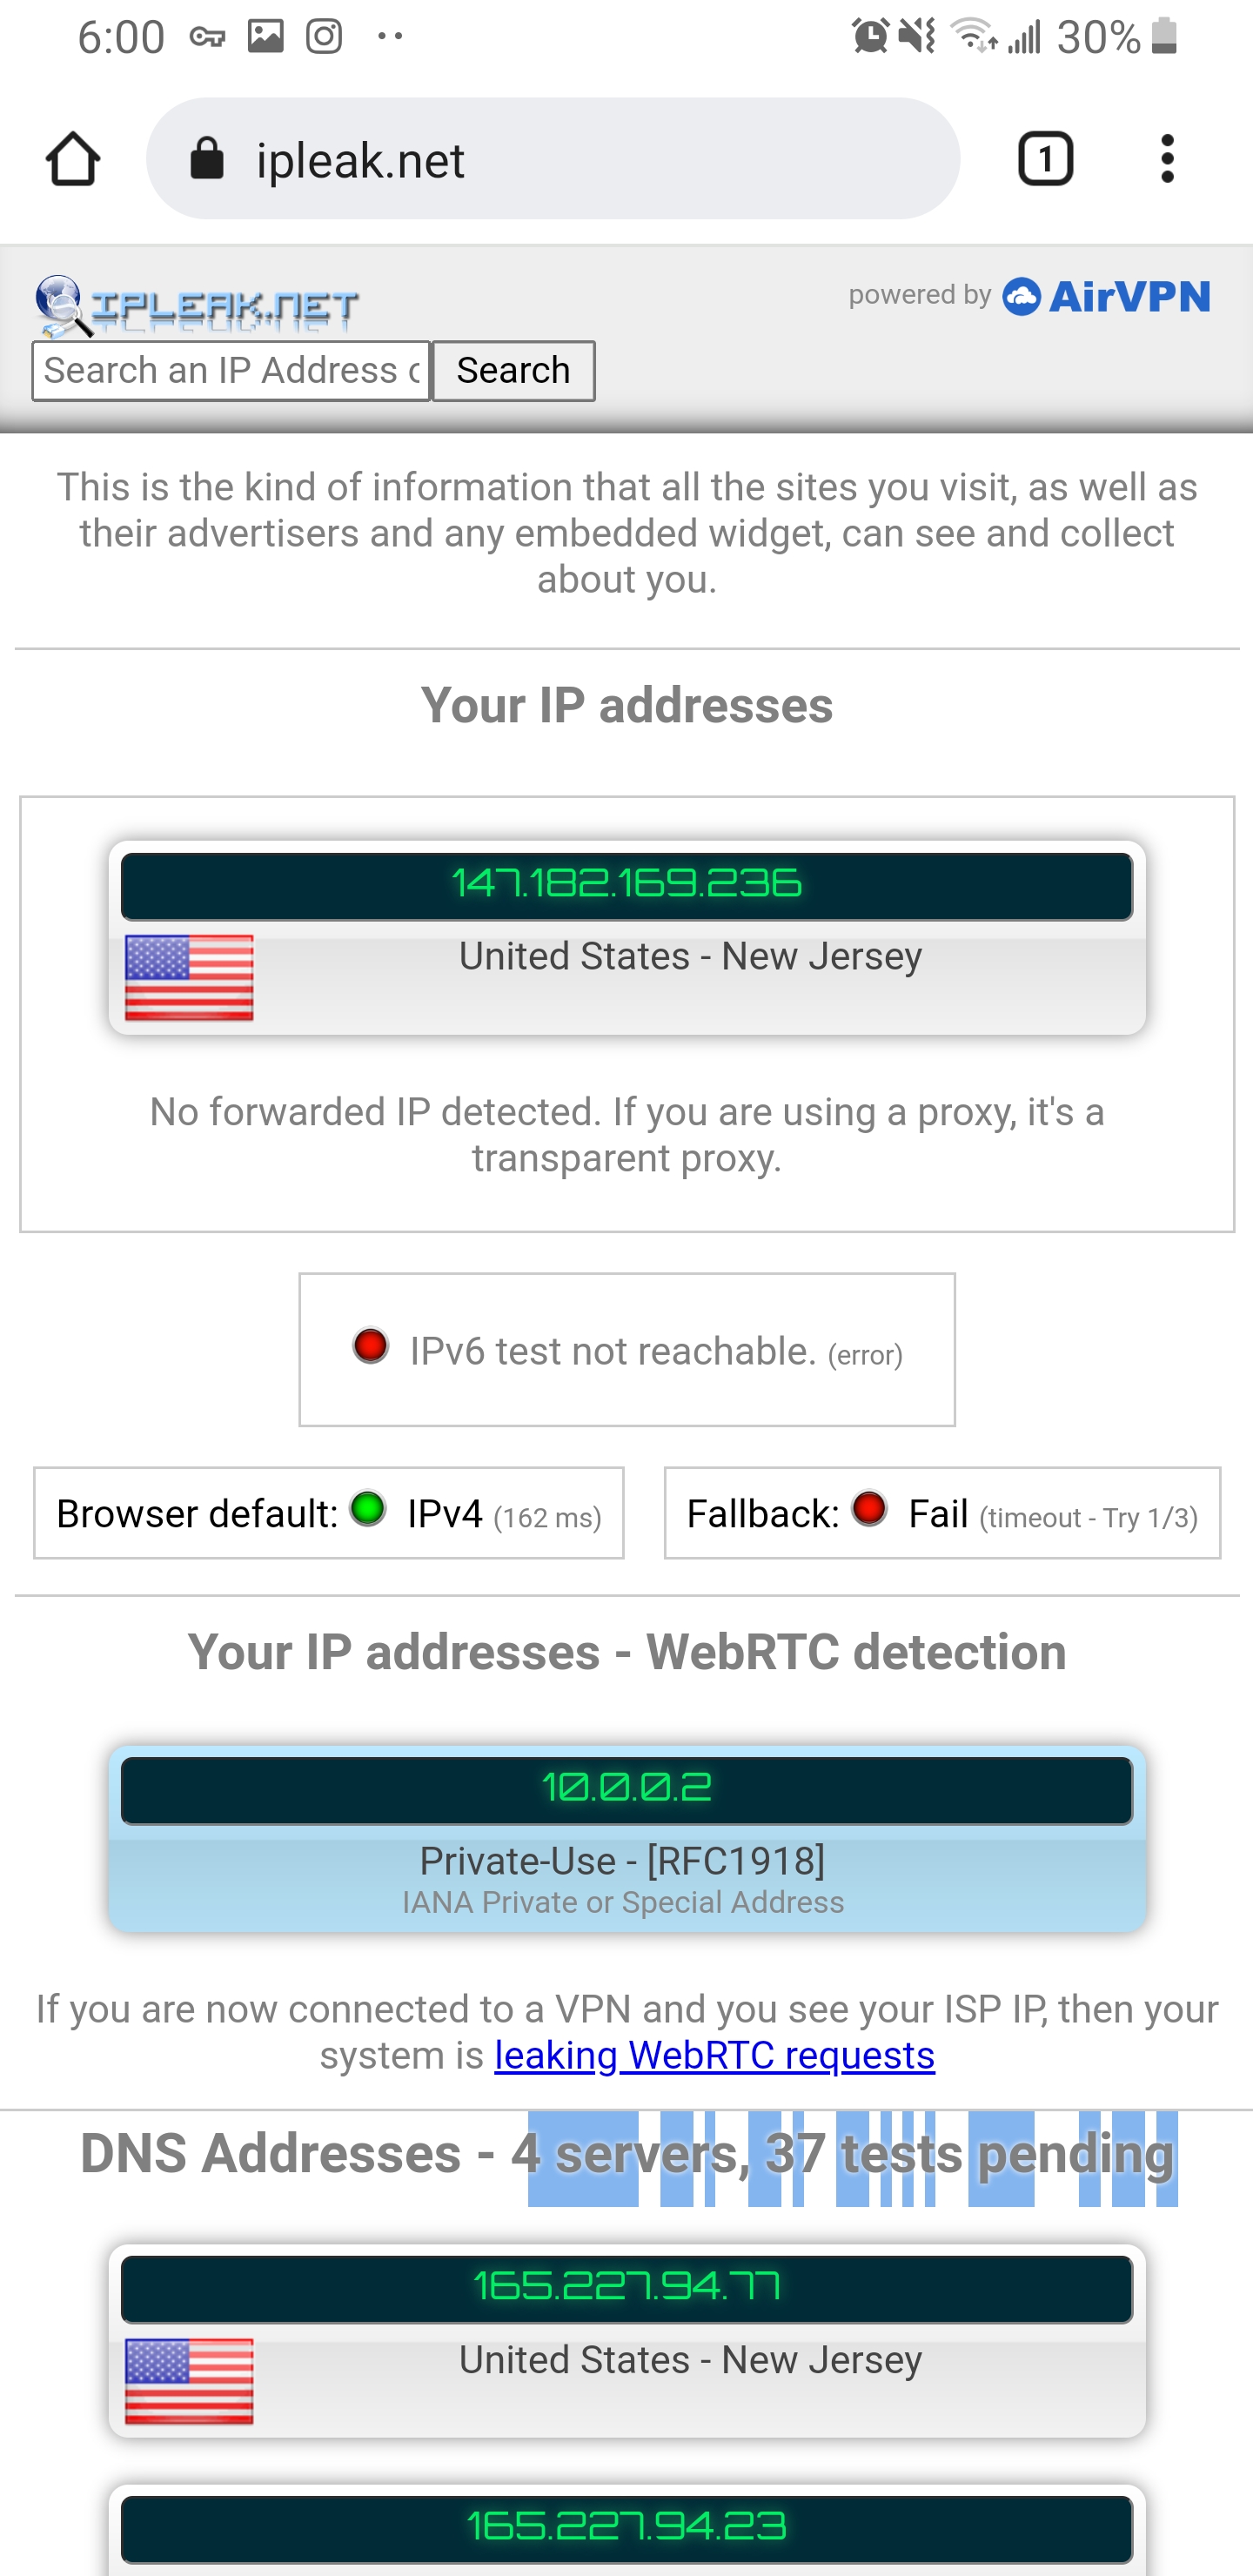 6:00 30%
ipleak.net 1
IPLEAK.NET powered by AirVPN
Search an IP Address Search
This is the kind of information that all the sites you visit, as well as
their advertisers and any embedded widget, can see and collect
about you.
Your IP addresses
147.182.169.236
United States - New Jersey
No forwarded IP detected. If you are using a proxy, it's a
transparent proxy.
IPv6 test not reachable. (error)
Browser default: IPv4 (162 ms) Fallback: Fail (timeout - Try 1/3)
Your IP addresses - WebRTC detection
10.0.0.2
Private-Use - [RFC1918]
IANA Private or Special Address
If you are now connected to a VPN and you see your ISP IP, then your
system is leaking WebRTC requests
DNS Addresses - 4 servers, 37 tests pending
165.227.94.77
United States - New Jersey
165.227.94.23